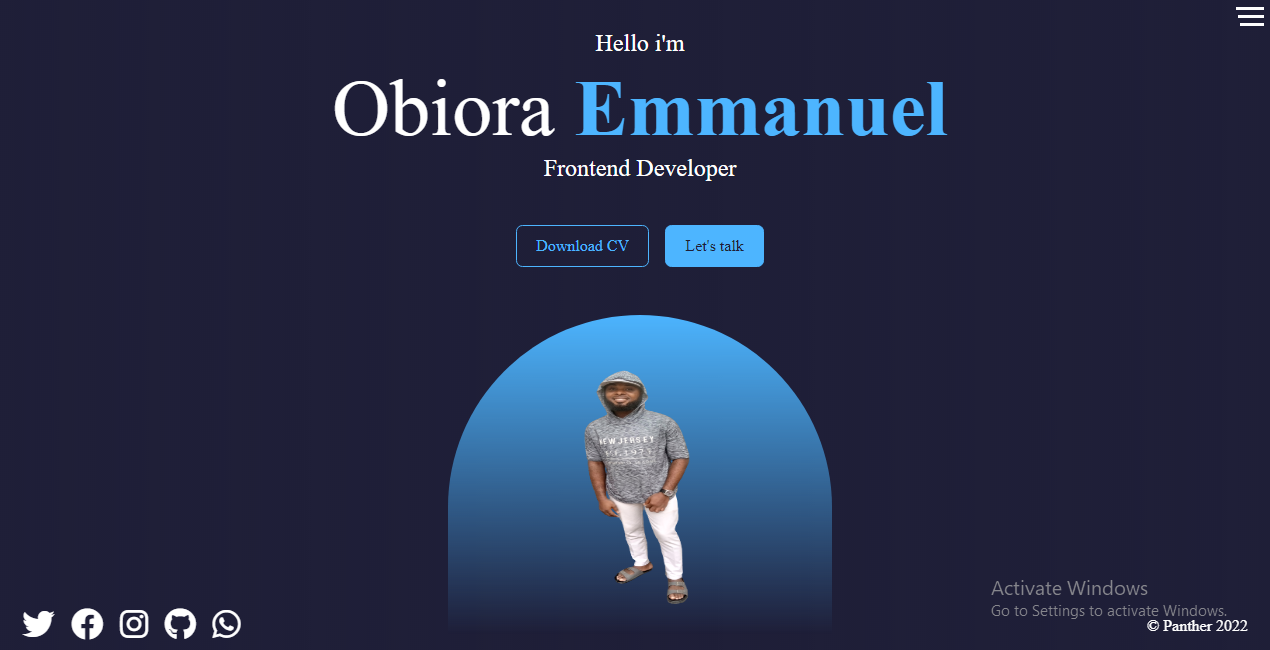 Hello i'm
Obiora Emmanuel
Frontend Developer
Download CV
Let's talk
NEW JERSEY
Activate Windows
Go to Settings to activate Windows.
© Panther 2022